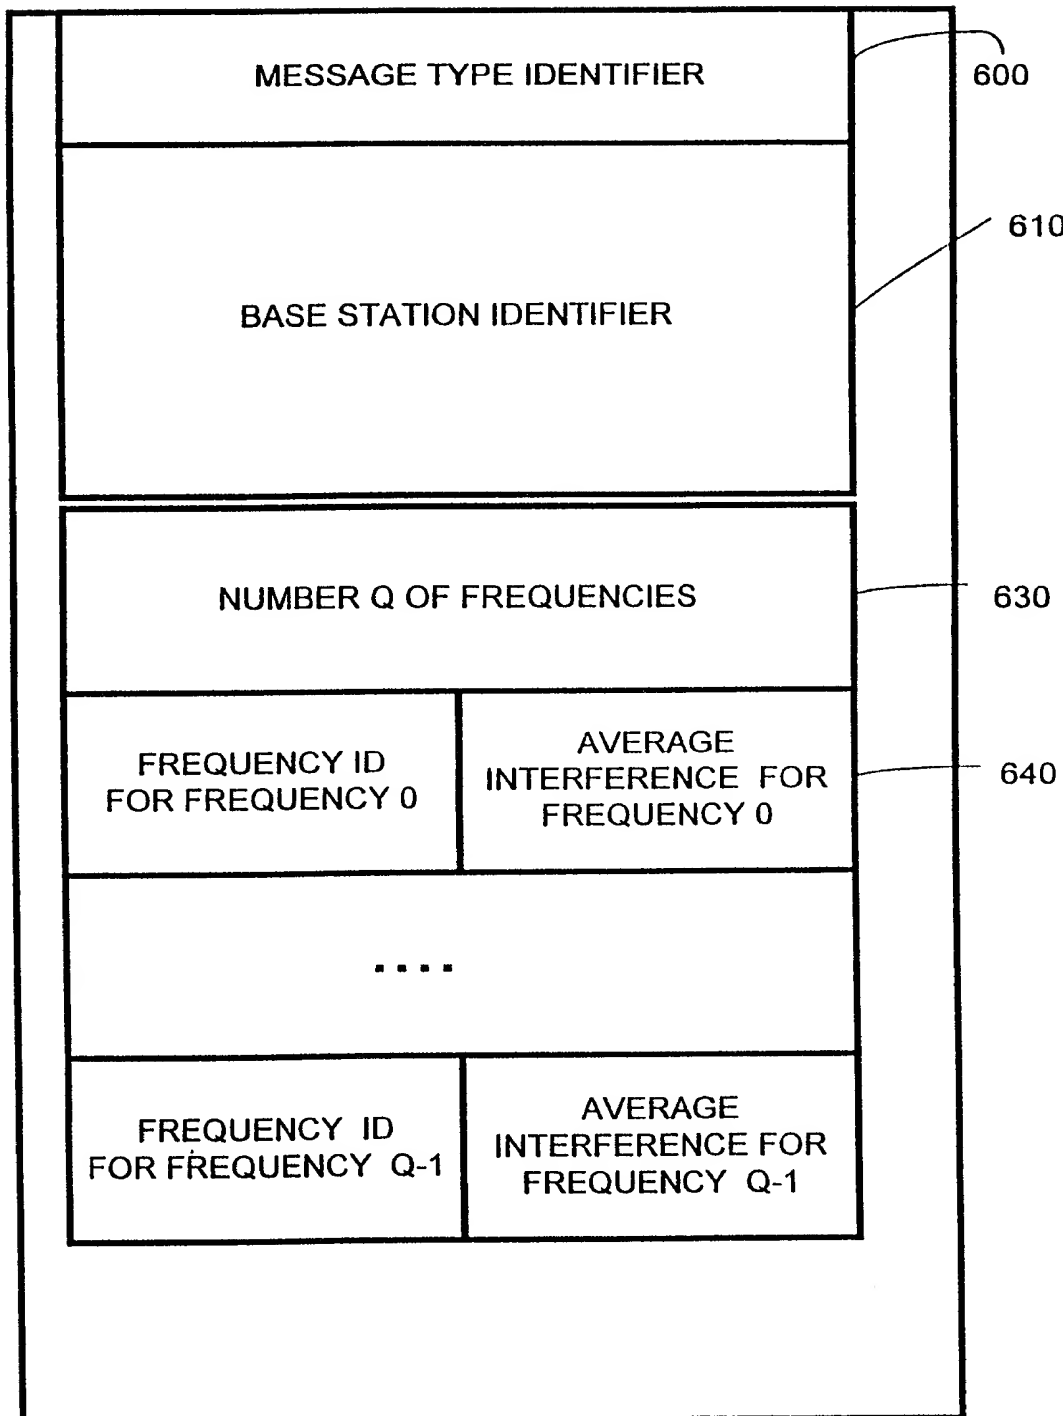 MESSAGE TYPE IDENTIFIER
600
610
BASE STATION IDENTIFIER
NUMBER Q OF FREQUENCIES
630
FREQUENCY ID
FOR FREQUENCY 0
AVERAGE
INTERFERENCE FOR
FREQUENCY 0
640
....
FREQUENCY ID
FOR FREQUENCY Q-1
AVERAGE
INTERFERENCE FOR
FREQUENCY Q-1